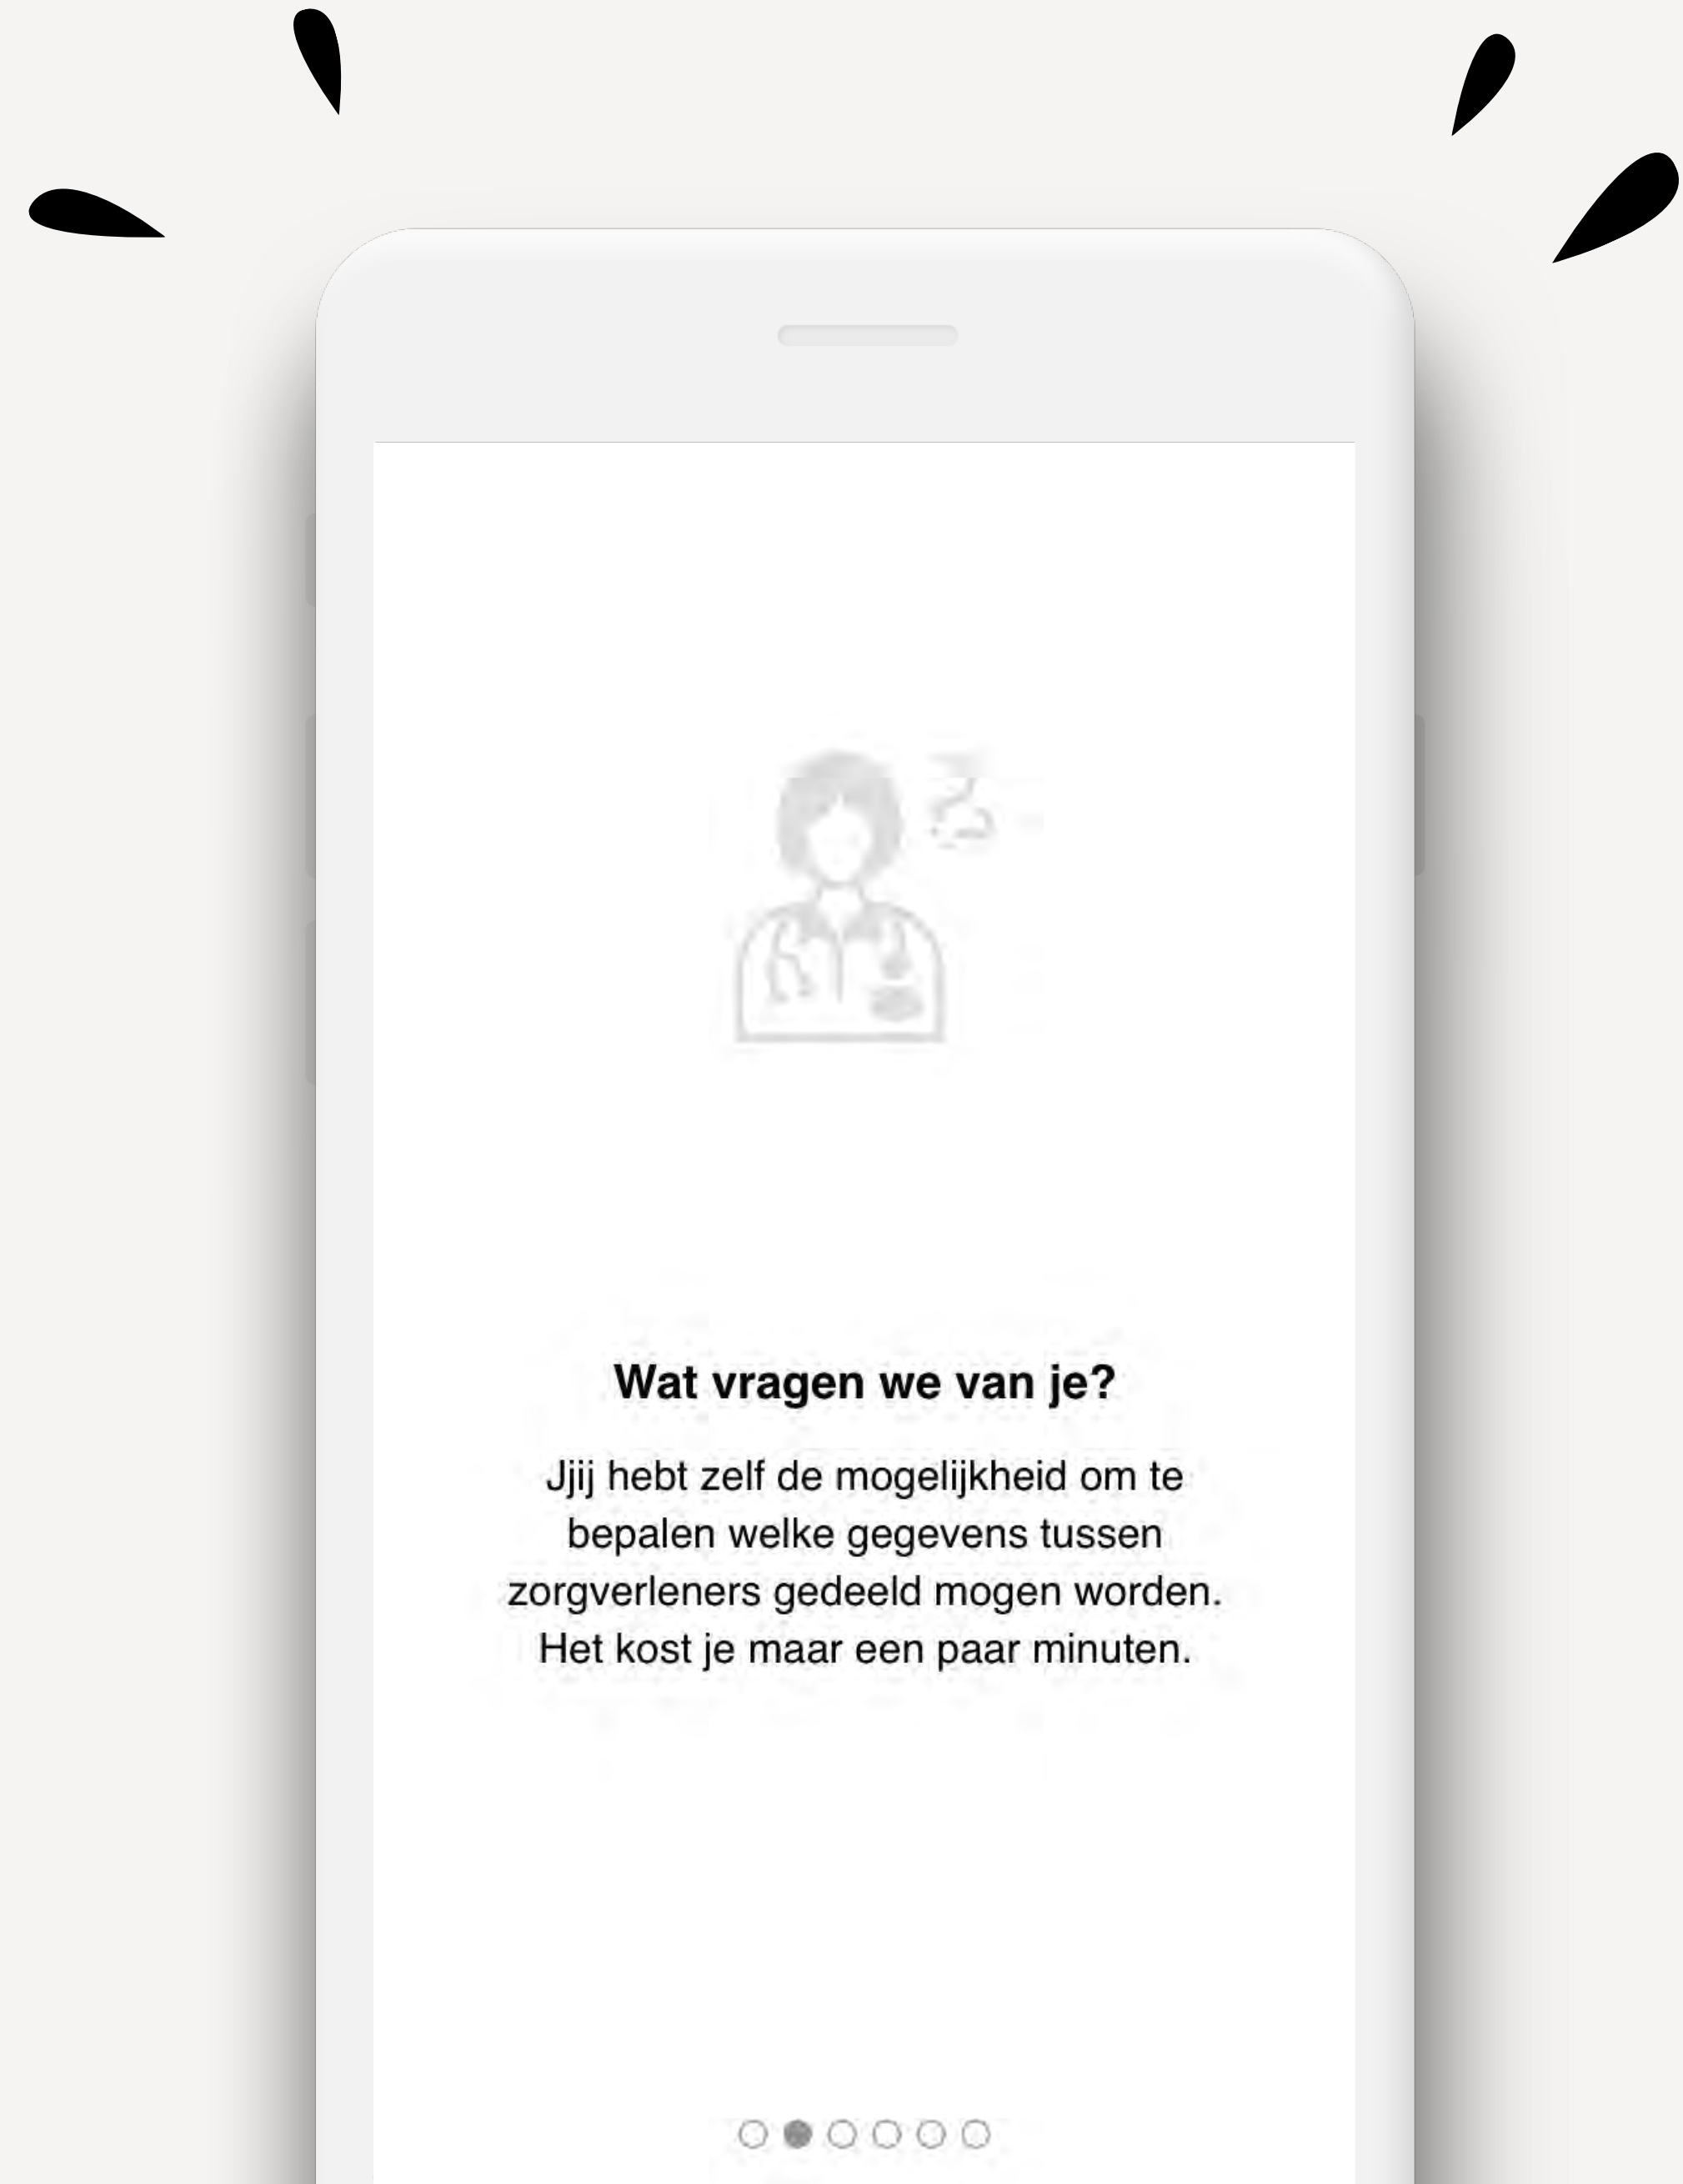 Wat vragen we van je?
Jjij hebt zelf de mogelijkheid om te
bepalen welke gegevens tussen
zorgverleners gedeeld mogen worden.
Het kost je maar een paar minuten.